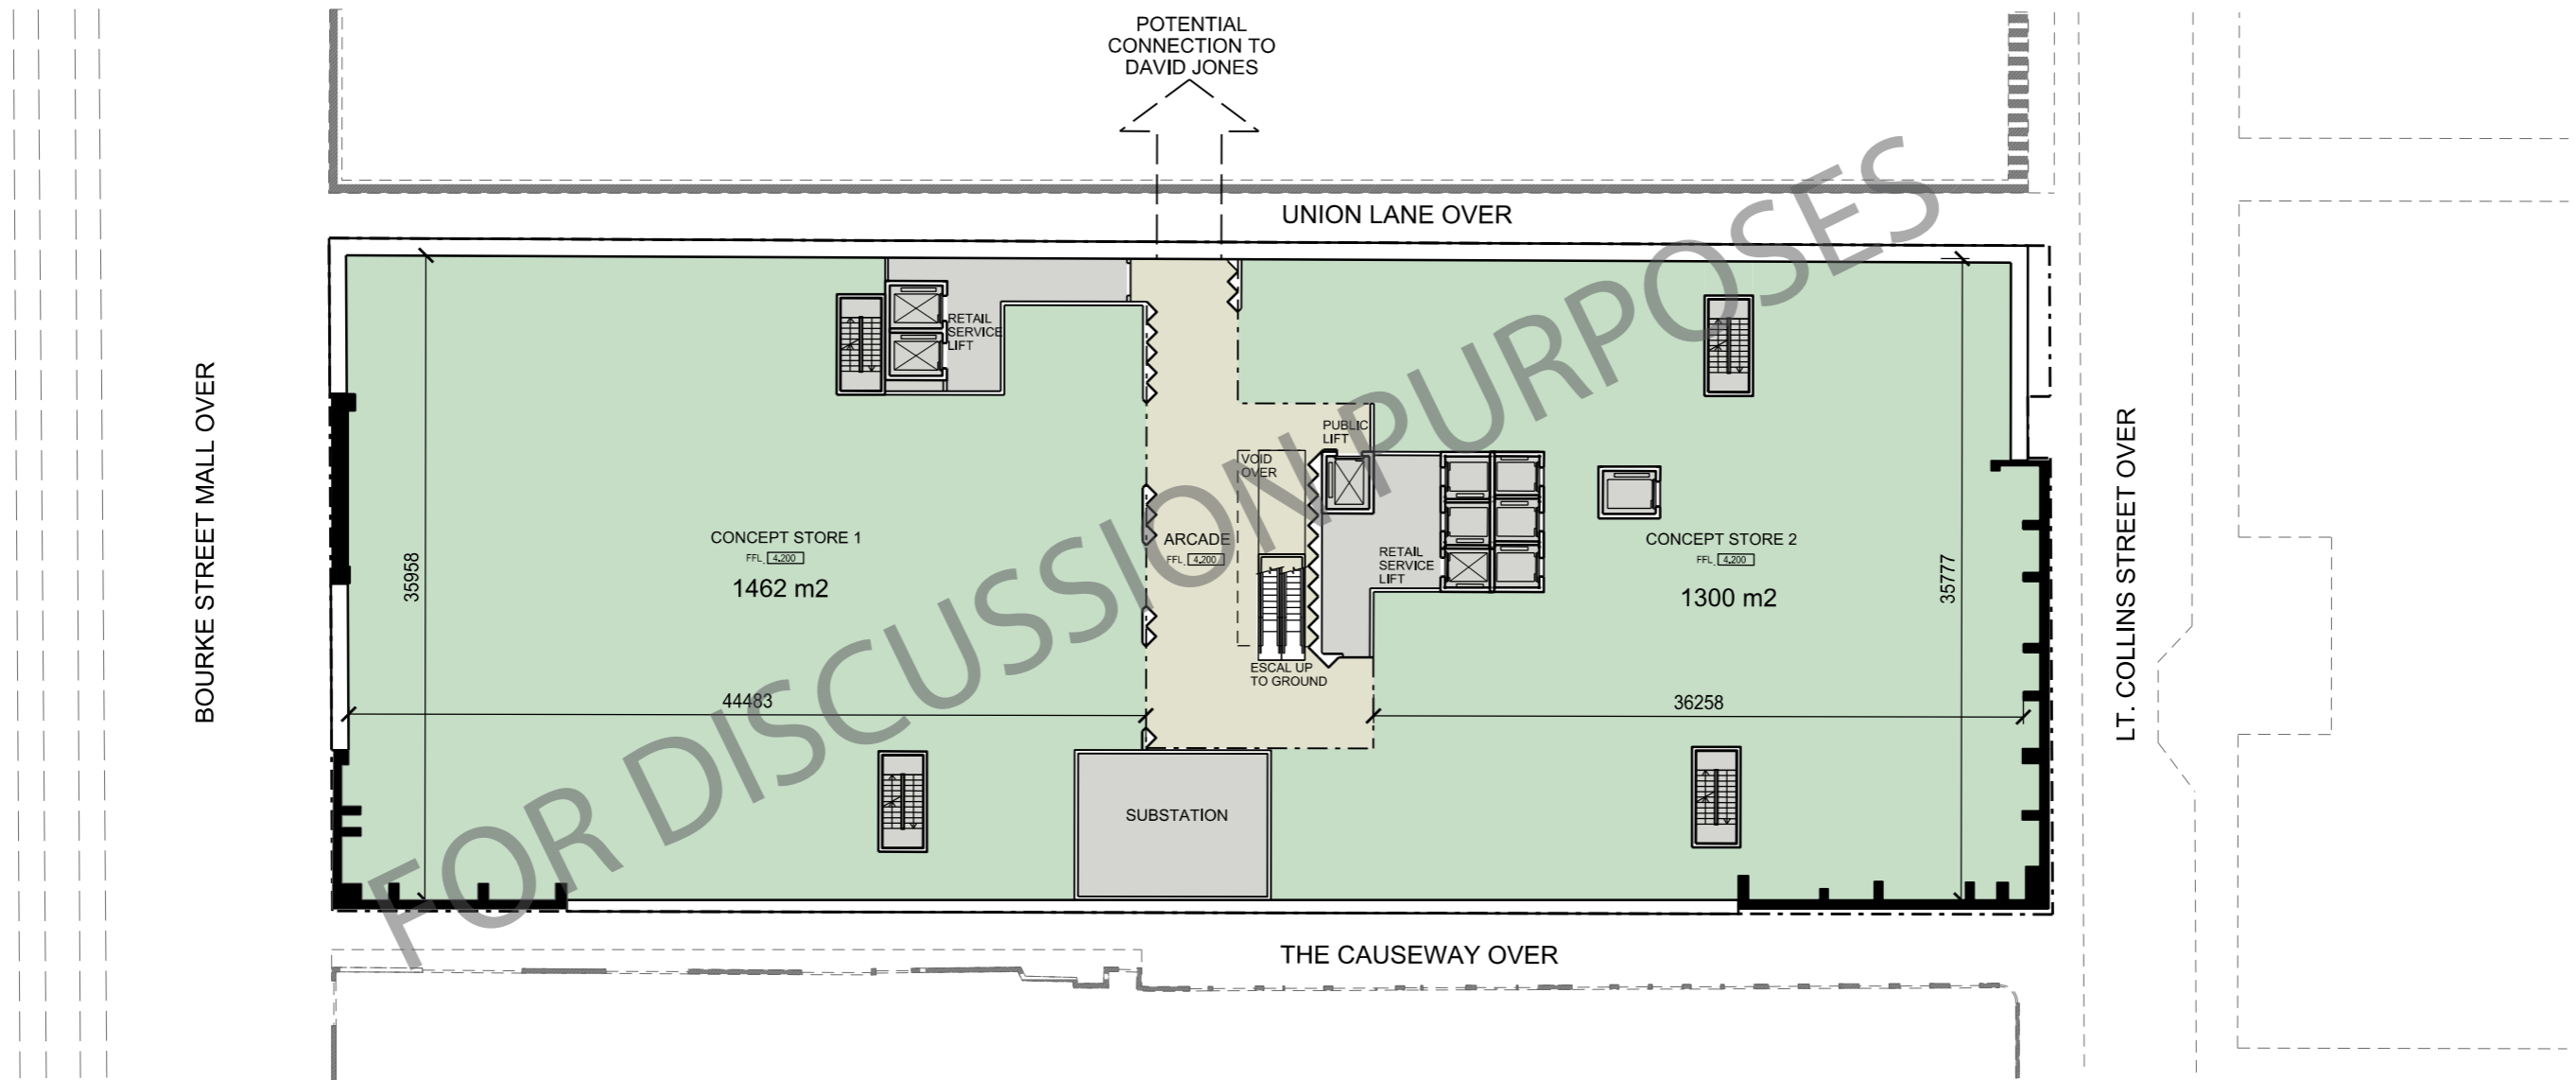 POTENTIAL
CONNECTION TO
DAVID JONES
UNION LANE OVER
BOURKE STREET MALL OVER
LT. COLLINS STREET OVER
RETAIL
SERVICE
LIFT
PUBLIC
LIFT
VOID
OVER
CONCEPT STORE 1
FFL 4,200
1462 m2
35958
44483
ARCADE
FFL 4,200
RETAIL
SERVICE
LIFT
CONCEPT STORE 2
FFL 4,200
1300 m2
35777
36258
ESCAL UP
TO GROUND
SUBSTATION
THE CAUSEWAY OVER
FOR DISCUSSION PURPOSES